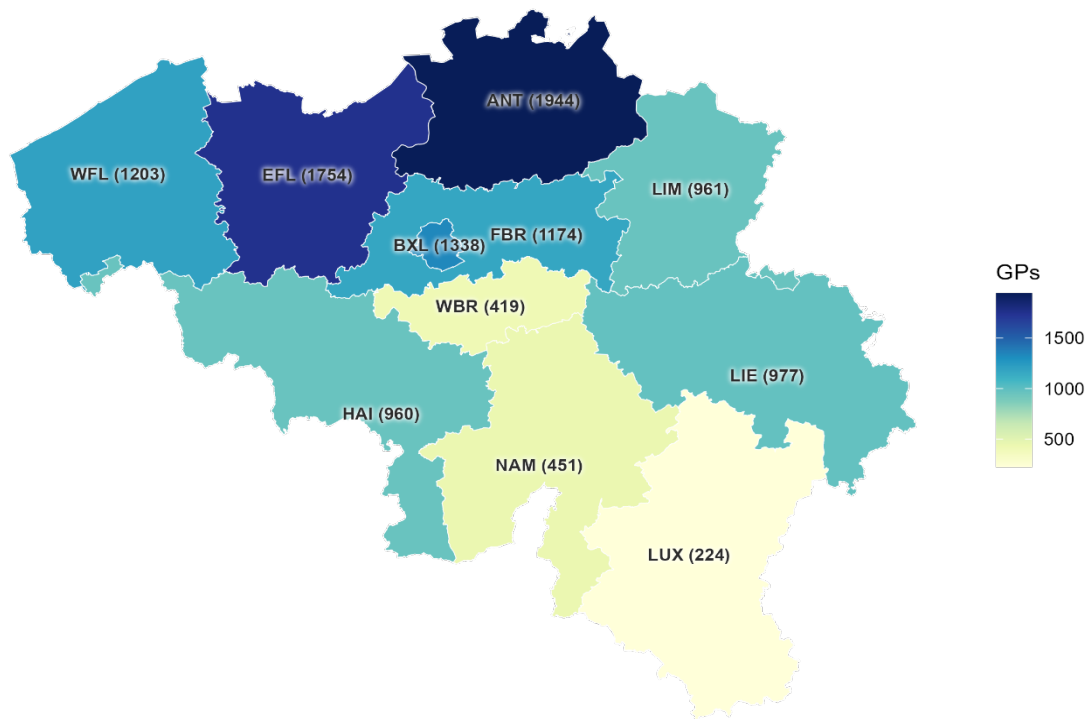 ANT (1944)
WFL (1203)
EFL (1754)
LIM (961)
BXL (1338)
FBR (1174)
WBR (419)
LIE (977)
HAI (960)
NAM (451)
LUX (224)
GPs
1500
1000
500